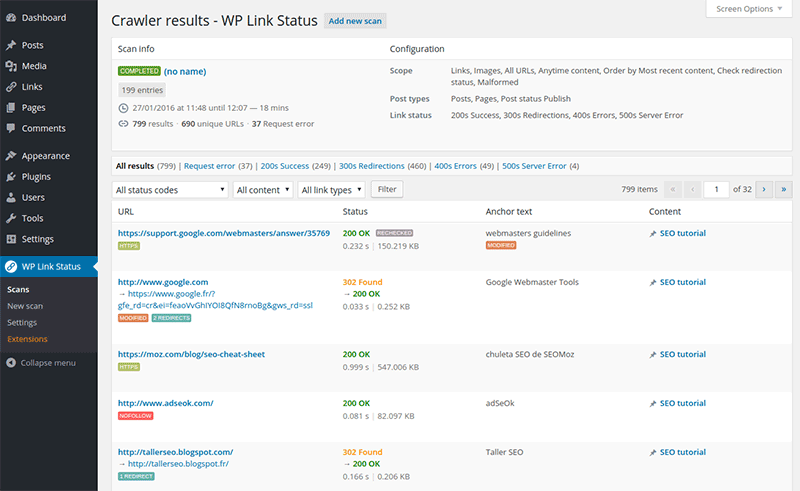 Dashboard
Posts
Media
Links
Pages
Comments
Appearance
Plugins
Users
Tools
Settings
WP Link Status
Scans
New scan
Settings
Extensions
Collapse menu
Screen Options ▼
Crawler results - WP Link Status Add new scan
Scan info
COMPLETED (no name)
199 entries
27/01/2016 at 11:48 until 12:07 — 18 mins
799 results · 690 unique URLs · 37 Request error
Configuration
Scope Links, Images, All URLs, Anytime content, Order by Most recent content, Check redirection
status, Malformed
Post types Posts, Pages, Post status Publish
Link status 200s Success, 300s Redirections, 400s Errors, 500s Server Error
All results (799) | Request error (37) | 200s Success (249) | 300s Redirections (460) | 400s Errors (49) | 500s Server Error (4)
All status codes All content All link types Filter 799 items « ‹ 1 of 32 › »
URL Status Anchor text Content
https://support.google.com/webmasters/answer/35769 200 OK RECHECKED webmasters guidelines SEO tutorial
HTTPS 0.232 s | 150.219 KB MODIFIED
http://www.google.com 302 Found Google Webmaster Tools SEO tutorial
→ https://www.google.fr/? → 200 OK
gfe_rd=cr&ei=feaoVvGhIYOI8QfN8rnoBg&gws_rd=ssl 0.033 s | 0.252 KB
MODIFIED 2 REDIRECTS
https://moz.com/blog/seo-cheat-sheet 200 OK chuleta SEO de SEOMoz SEO tutorial
HTTPS 0.999 s | 547.006 KB
http://www.adseok.com/ 200 OK adSeOk SEO tutorial
NOFOLLOW 0.081 s | 82.097 KB
http://tallerseo.blogspot.com/ 302 Found Taller SEO SEO tutorial
→ http://tallerseo.blogspot.fr/ → 200 OK
1 REDIRECT 0.166 s | 0.206 KB